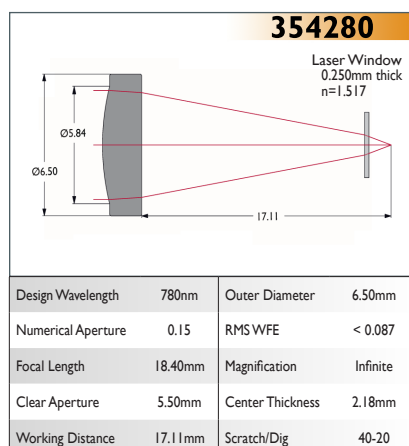 354280
Laser Window
0.250mm thick
n=1.517
Ø5.84
Ø6.50
17.11
Design Wavelength 780nm Outer Diameter 6.50mm
Numerical Aperture 0.15 RMS WFE < 0.087
Focal Length 18.40mm Magnification Infinite
Clear Aperture 5.50mm Center Thickness 2.18mm
Working Distance 17.11mm Scratch/Dig 40-20